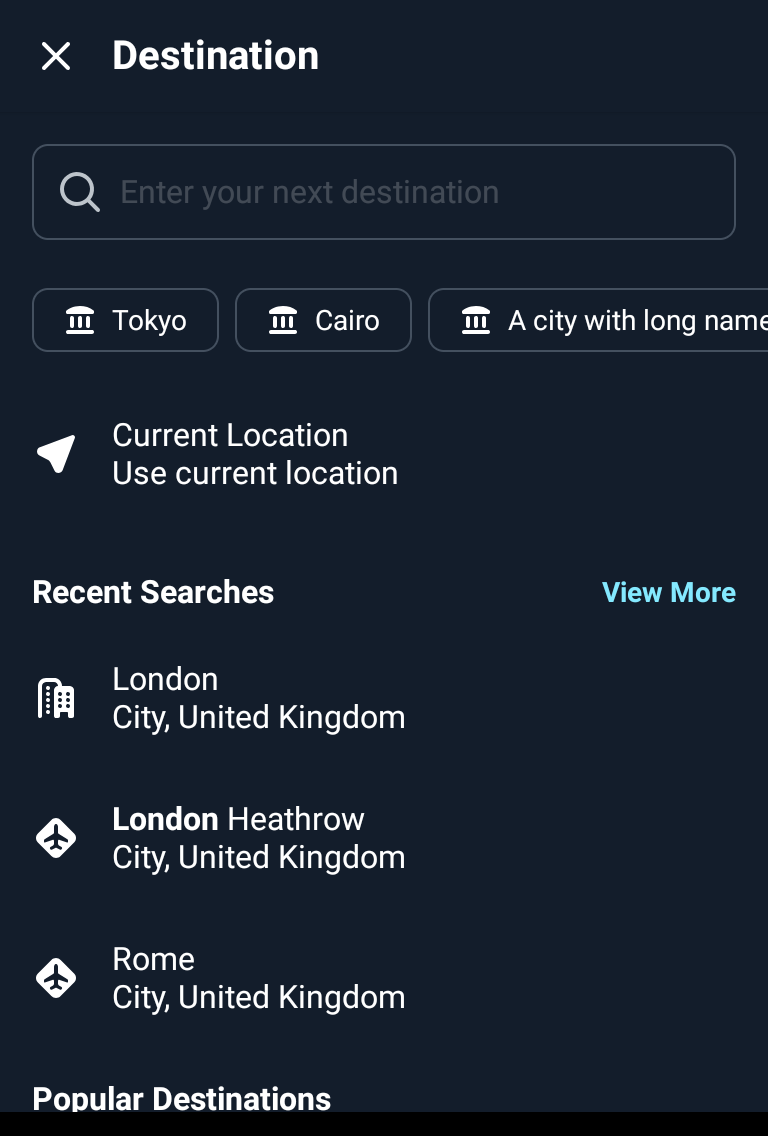 Destination
Enter your next destination
Tokyo
Cairo
A city with long name
Current Location
Use current location
Recent Searches
View More
London
City, United Kingdom
London Heathrow
City, United Kingdom
Rome
City, United Kingdom
Popular Destinations